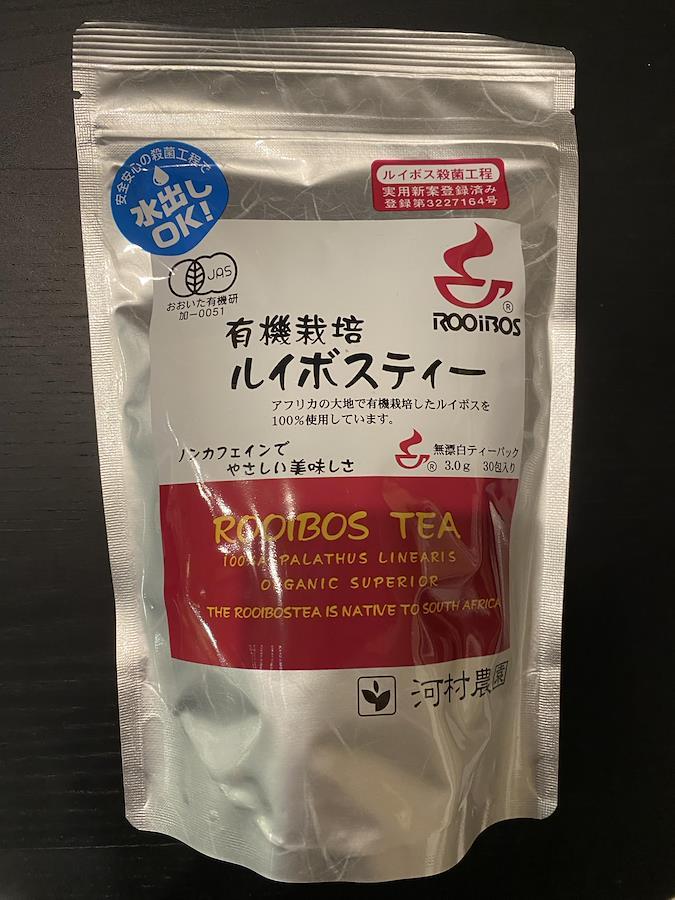 安全安心の殺菌工程で
水出し
OK!
ルイボス殺菌工程
実用新案登録済み
登録第3227164号
JAS
おおいた有機研
加ー0051
®
ROOiBOS
有機栽培
ルイボスティー
アフリカの大地で有機栽培したルイボスを
100%使用しています。
ノンカフェインで
やさしい美味しさ
®
無漂白ティーパック
3.0g 30包入り
ROOIBOS TEA
100% ASPALATHUS LINEARIS
ORGANIC SUPERIOR
THE ROOIBOSTEA IS NATIVE TO SOUTH AFRICA
河村農園